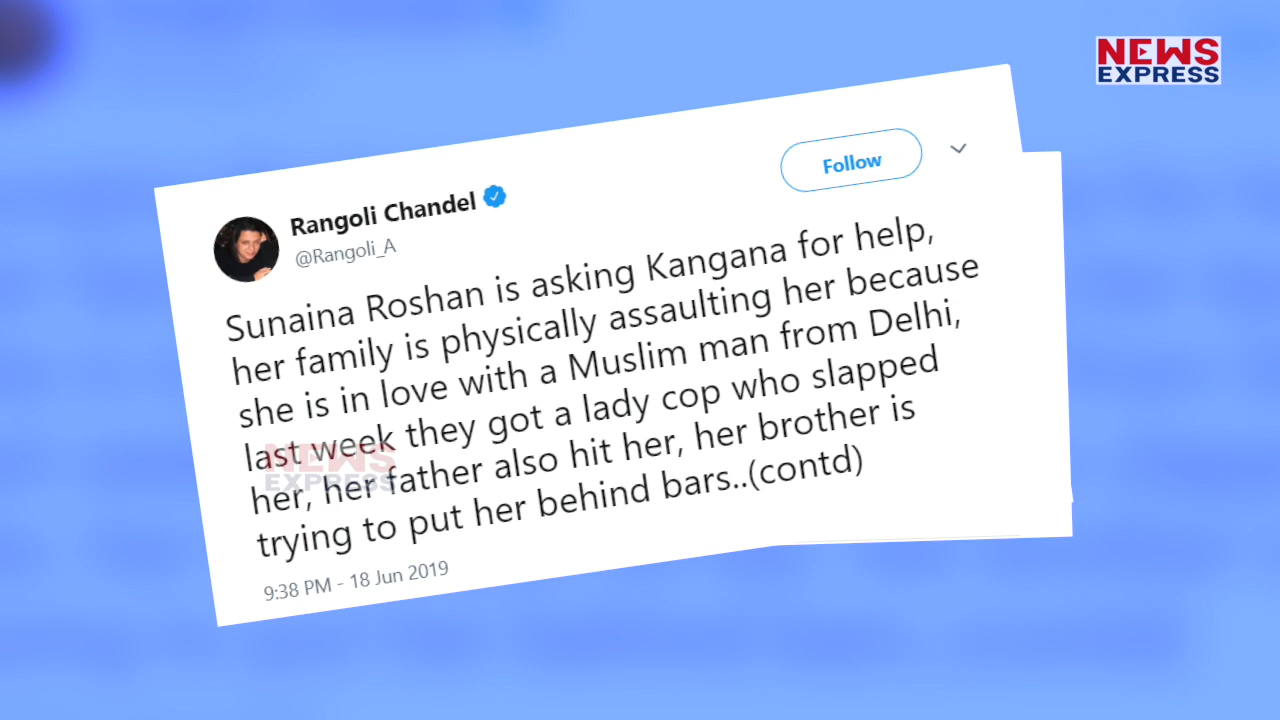 NEWS
EXPRESS
Rangoli Chandel
@Rangoli_A
Follow
Sunaina Roshan is asking Kangana for help,
her family is physically assaulting her because
she is in love with a Muslim man from Delhi,
last week they got a lady cop who slapped
her, her father also hit her, her brother is
trying to put her behind bars..(contd)
NEWS
EXPRESS
9:38 PM - 18 Jun 2019